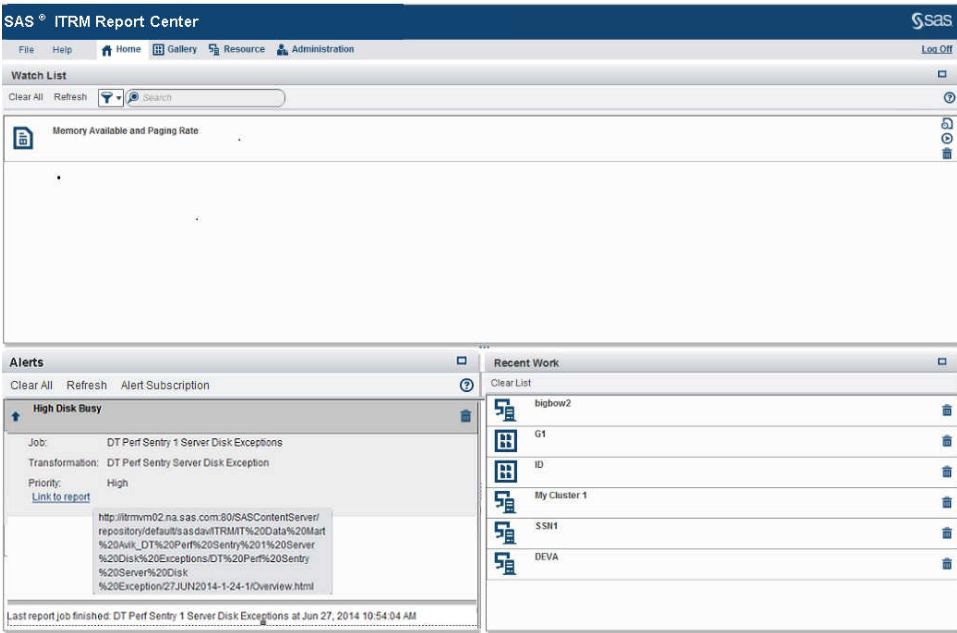 SAS ® ITRM Report Center
sas
File Help Home Gallery Resource Administration Log Off
Watch List
Clear All Refresh Search
Memory Available and Paging Rate
Alerts
Clear All Refresh Alert Subscription
High Disk Busy
Job: DT Perf Sentry 1 Server Disk Exceptions
Transformation: DT Perf Sentry Server Disk Exception
Priority: High
Link to report
http://itrmvm02.na.sas.com:80/SASContentServer/
repository/default/sasdav/ITRM/IT%20Data%20Mart
%20Avik_DT%20Perf%20Sentry%201%20Server
%20Disk%20Exceptions/DT%20Perf%20Sentry
%20Server%20Disk
%20Exception/27JUN2014-1-24-1/Overview.html
Last report job finished: DT Perf Sentry 1 Server Disk Exceptions at Jun 27, 2014 10:54:04 AM
Recent Work
Clear List
bigbow2
G1
ID
My Cluster 1
SSN1
DEVA